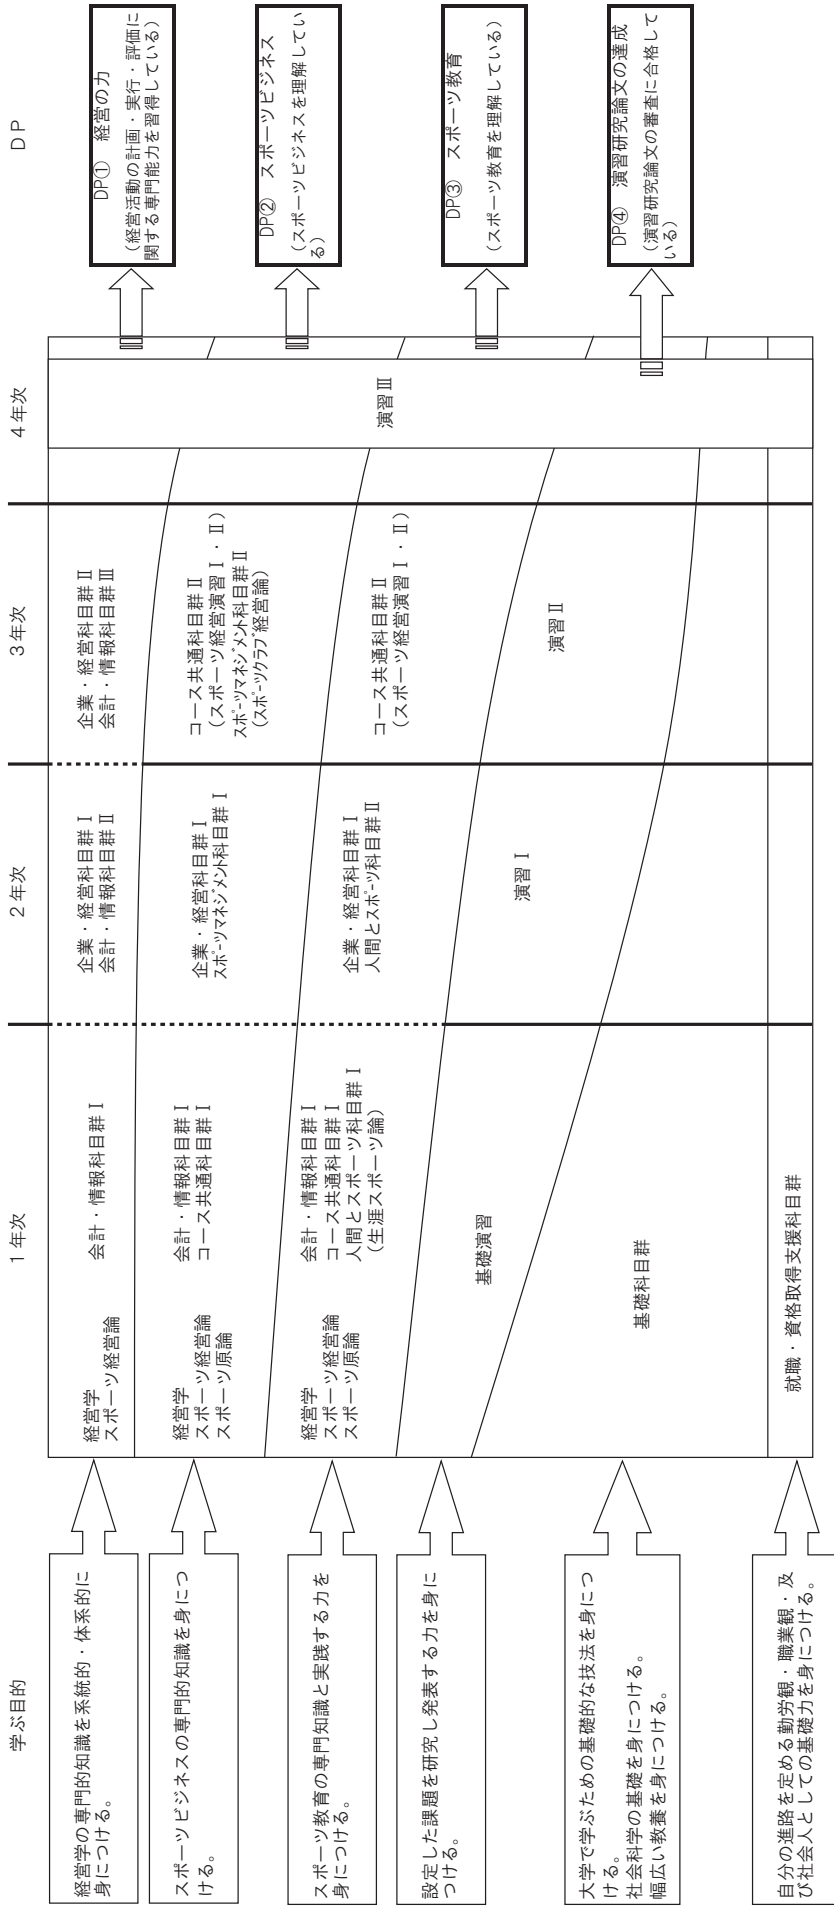 学ぶ目的
1年次
2年次
3年次
4年次
DP
経営学の専門的知識を系統的・体系的に
身につける。
経営学
スポーツ経営論
会計・情報科目群Ⅰ
企業・経営科目群Ⅰ
会計・情報科目群Ⅱ
企業・経営科目群Ⅱ
会計・情報科目群Ⅲ
DP① 経営の力
(経営活動の計画・実行・評価に
関する専門能力を習得している)
スポーツビジネスの専門的知識を身につ
ける。
経営学
スポーツ経営論
スポーツ原論
会計・情報科目群Ⅰ
コース共通科目群Ⅰ
企業・経営科目群Ⅰ
スポーツマネジメント科目群Ⅰ
コース共通科目群Ⅱ
(スポーツ経営演習Ⅰ・Ⅱ)
スポーツマネジメント科目群Ⅱ
(スポーツクラブ経営論)
DP② スポーツビジネス
(スポーツビジネスを理解してい
る)
スポーツ教育の専門知識と実践する力を
身につける。
経営学
スポーツ経営論
スポーツ原論
会計・情報科目群Ⅰ
コース共通科目群Ⅰ
人間とスポーツ科目群Ⅰ
(生涯スポーツ論)
企業・経営科目群Ⅰ
人間とスポーツ科目群Ⅱ
コース共通科目群Ⅱ
(スポーツ経営演習Ⅰ・Ⅱ)
DP③ スポーツ教育
(スポーツ教育を理解している)
設定した課題を研究し発表する力を身に
つける。
基礎演習
演習Ⅰ
演習Ⅱ
演習Ⅲ
DP④ 演習研究論文の達成
(演習研究論文の審査に合格して
いる)
大学で学ぶための基礎的な技法を身につ
ける。
社会科学の基礎を身につける。
幅広い教養を身につける。
基礎科目群
自分の進路を定める勤労観・職業観・及
び社会人としての基礎力を身につける。
就職・資格取得支援科目群